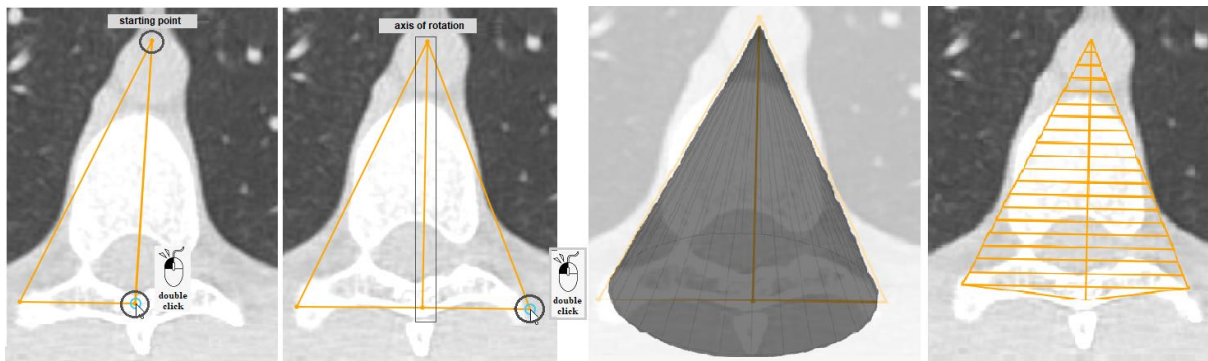 starting point
axis of rotation
double
click
double
click